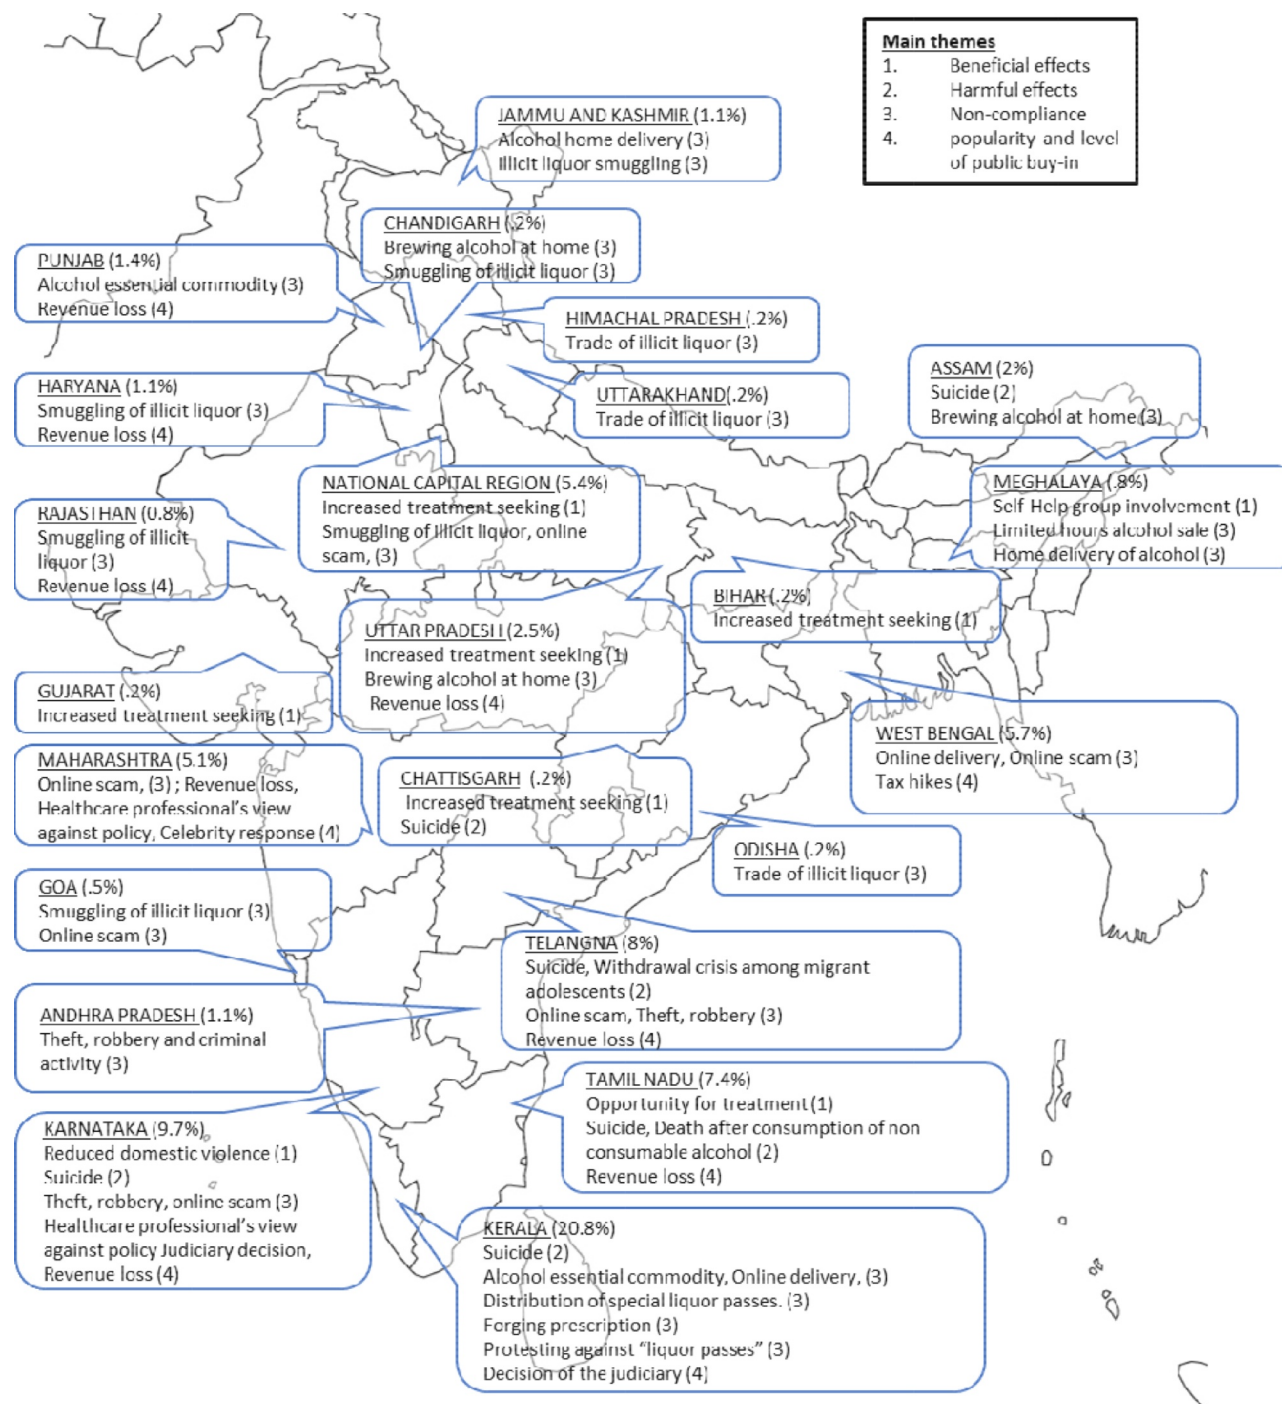 Main themes
1. Beneficial effects
2. Harmful effects
3. Non-compliance
4. popularity and level
of public buy-in
JAMMU AND KASHMIR (1.1%)
Alcohol home delivery (3)
Illicit liquor smuggling (3)
CHANDIGARH (.2%)
Brewing alcohol at home (3)
Smuggling of illicit liquor (3)
PUNJAB (1.4%)
Alcohol essential commodity (3)
Revenue loss (4)
HIMACHAL PRADESH (.2%)
Trade of illicit liquor (3)
HARYANA (1.1%)
Smuggling of illicit liquor (3)
Revenue loss (4)
UTTARAKHAND(.2%)
Trade of illicit liquor (3)
ASSAM (2%)
Suicide (2)
Brewing alcohol at home (3)
NATIONAL CAPITAL REGION (5.4%)
Increased treatment seeking (1)
Smuggling of illicit liquor, online
scam, (3)
MEGHALAYA (.8%)
Self Help group involvement (1)
Limited hours alcohol sale (3)
Home delivery of alcohol (3)
RAJASTHAN (0.8%)
Smuggling of illicit
liquor (3)
Revenue loss (4)
BIHAR (.2%)
Increased treatment seeking (1)
UTTAR PRADESH (2.5%)
Increased treatment seeking (1)
Brewing alcohol at home (3)
Revenue loss (4)
GUJARAT (.2%)
Increased treatment seeking (1)
WEST BENGAL (5.7%)
Online delivery, Online scam (3)
Tax hikes (4)
MAHARASHTRA (5.1%)
Online scam, (3) ; Revenue loss,
Healthcare professional's view
against policy, Celebrity response (4)
CHATTISGARH (.2%)
Increased treatment seeking (1)
Suicide (2)
ODISHA (.2%)
Trade of illicit liquor (3)
GOA (.5%)
Smuggling of illicit liquor (3)
Online scam (3)
TELANGNA (8%)
Suicide, Withdrawal crisis among migrant
adolescents (2)
Online scam, Theft, robbery (3)
Revenue loss (4)
ANDHRA PRADESH (1.1%)
Theft, robbery and criminal
activity (3)
TAMIL NADU (7.4%)
Opportunity for treatment (1)
Suicide, Death after consumption of non
consumable alcohol (2)
Revenue loss (4)
KARNATAKA (9.7%)
Reduced domestic violence (1)
Suicide (2)
Theft, robbery, online scam (3)
Healthcare professional's view
against policy Judiciary decision,
Revenue loss (4)
KERALA (20.8%)
Suicide (2)
Alcohol essential commodity, Online delivery, (3)
Distribution of special liquor passes. (3)
Forging prescription (3)
Protesting against "liquor passes" (3)
Decision of the judiciary (4)